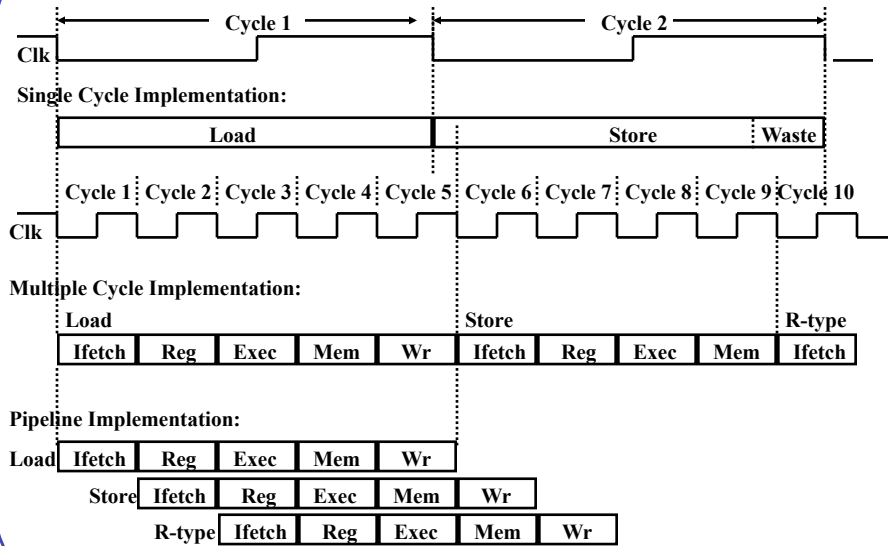 Cycle 1 Cycle 2
Clk
Single Cycle Implementation:
Load Store Waste
Cycle 1 Cycle 2 Cycle 3 Cycle 4 Cycle 5 Cycle 6 Cycle 7 Cycle 8 Cycle 9 Cycle 10
Clk
Multiple Cycle Implementation:
Load Store R-type
Ifetch Reg Exec Mem Wr Ifetch Reg Exec Mem Ifetch
Pipeline Implementation:
Load Ifetch Reg Exec Mem Wr
Store Ifetch Reg Exec Mem Wr
R-type Ifetch Reg Exec Mem Wr